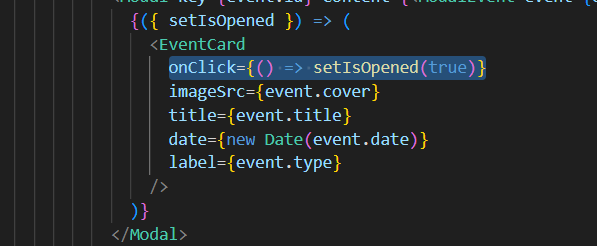 <Modal key={event.id} Content={<ModalEvent event
{({ setIsOpened }) => (
<EventCard
onClick={() => setIsOpened(true)}
imageSrc={event.cover}
title={event.title}
date={new Date(event.date)}
label={event.type}
/>
)}
</Modal>